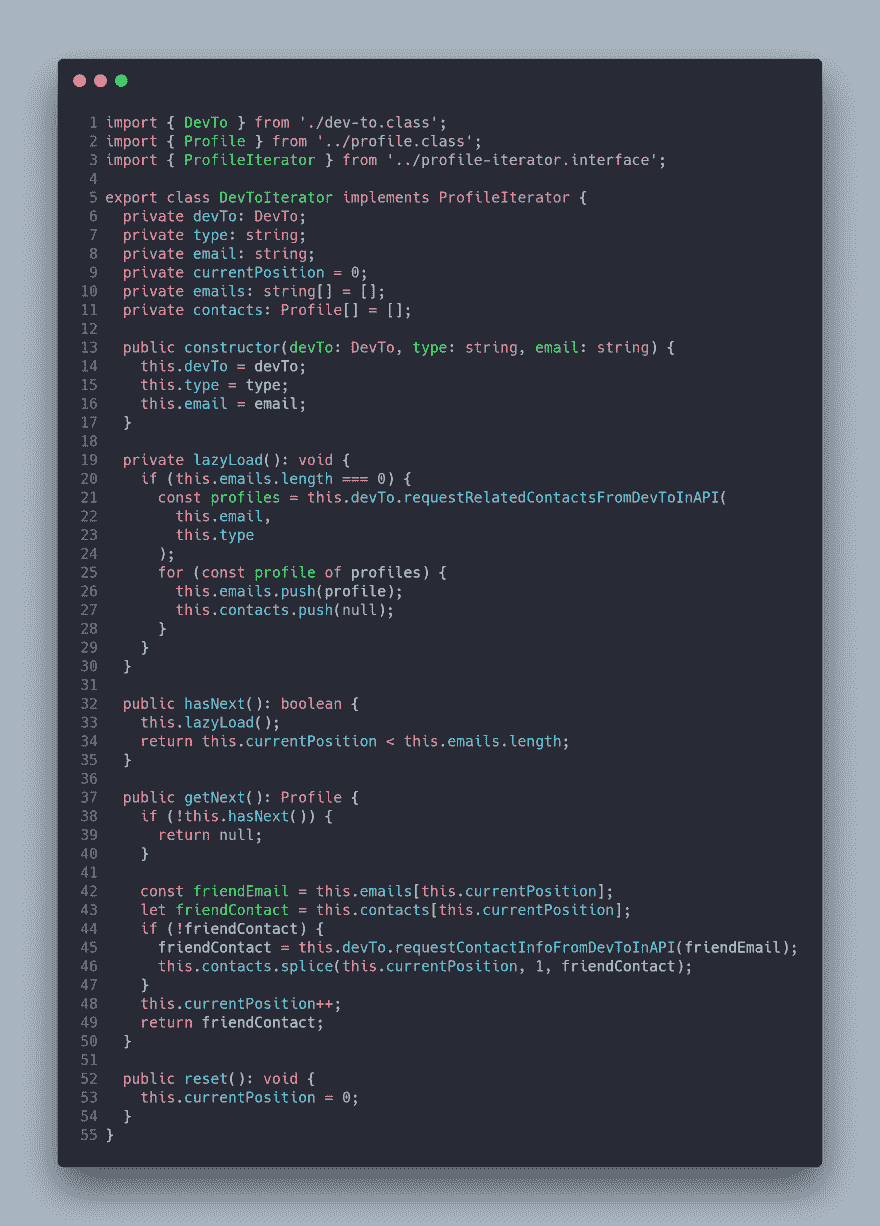 1 import { DevTo } from './dev-to.class';
2 import { Profile } from '../profile.class';
3 import { ProfileIterator } from '../profile-iterator.interface';
4
5 export class DevToIterator implements ProfileIterator {
6   private devTo: DevTo;
7   private type: string;
8   private email: string;
9   private currentPosition = 0;
10   private emails: string[] = [];
11   private contacts: Profile[] = [];
12
13   public constructor(devTo: DevTo, type: string, email: string) {
14     this.devTo = devTo;
15     this.type = type;
16     this.email = email;
17   }
18
19   private lazyLoad(): void {
20     if (this.emails.length === 0) {
21       const profiles = this.devTo.requestRelatedContactsFromDevToInAPI(
22         this.email,
23         this.type
24       );
25       for (const profile of profiles) {
26         this.emails.push(profile);
27         this.contacts.push(null);
28       }
29     }
30   }
31
32   public hasNext(): boolean {
33     this.lazyLoad();
34     return this.currentPosition < this.emails.length;
35   }
36
37   public getNext(): Profile {
38     if (!this.hasNext()) {
39       return null;
40     }
41
42     const friendEmail = this.emails[this.currentPosition];
43     let friendContact = this.contacts[this.currentPosition];
44     if (!friendContact) {
45       friendContact = this.devTo.requestContactInfoFromDevToInAPI(friendEmail);
46       this.contacts.splice(this.currentPosition, 1, friendContact);
47     }
48     this.currentPosition++;
49     return friendContact;
50   }
51
52   public reset(): void {
53     this.currentPosition = 0;
54   }
55 }